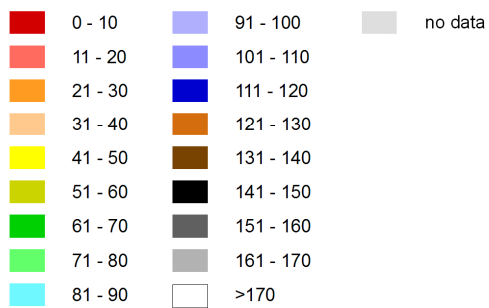 0 - 10
11 - 20
21 - 30
31 - 40
41 - 50
51 - 60
61 - 70
71 - 80
81 - 90
91 - 100
101 - 110
111 - 120
121 - 130
131 - 140
141 - 150
151 - 160
161 - 170
>170
no data